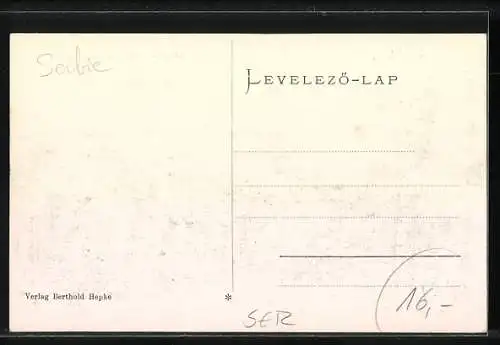 Serbie
LEVELEZŐ-LAP
Verlag Berthold Hepke
*
SER
16,-